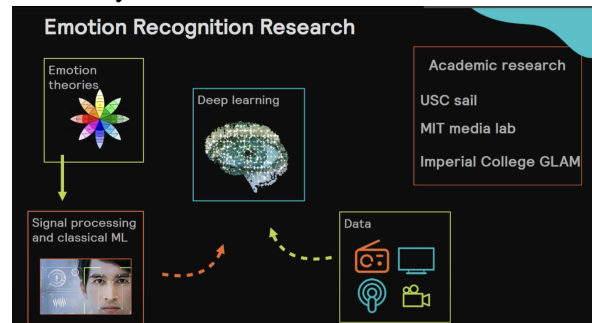 Emotion Recognition Research
Emotion
theories
Deep learning
Academic research
USC sail
MIT media lab
Imperial College GLAM
Signal processing
and classical ML
Data